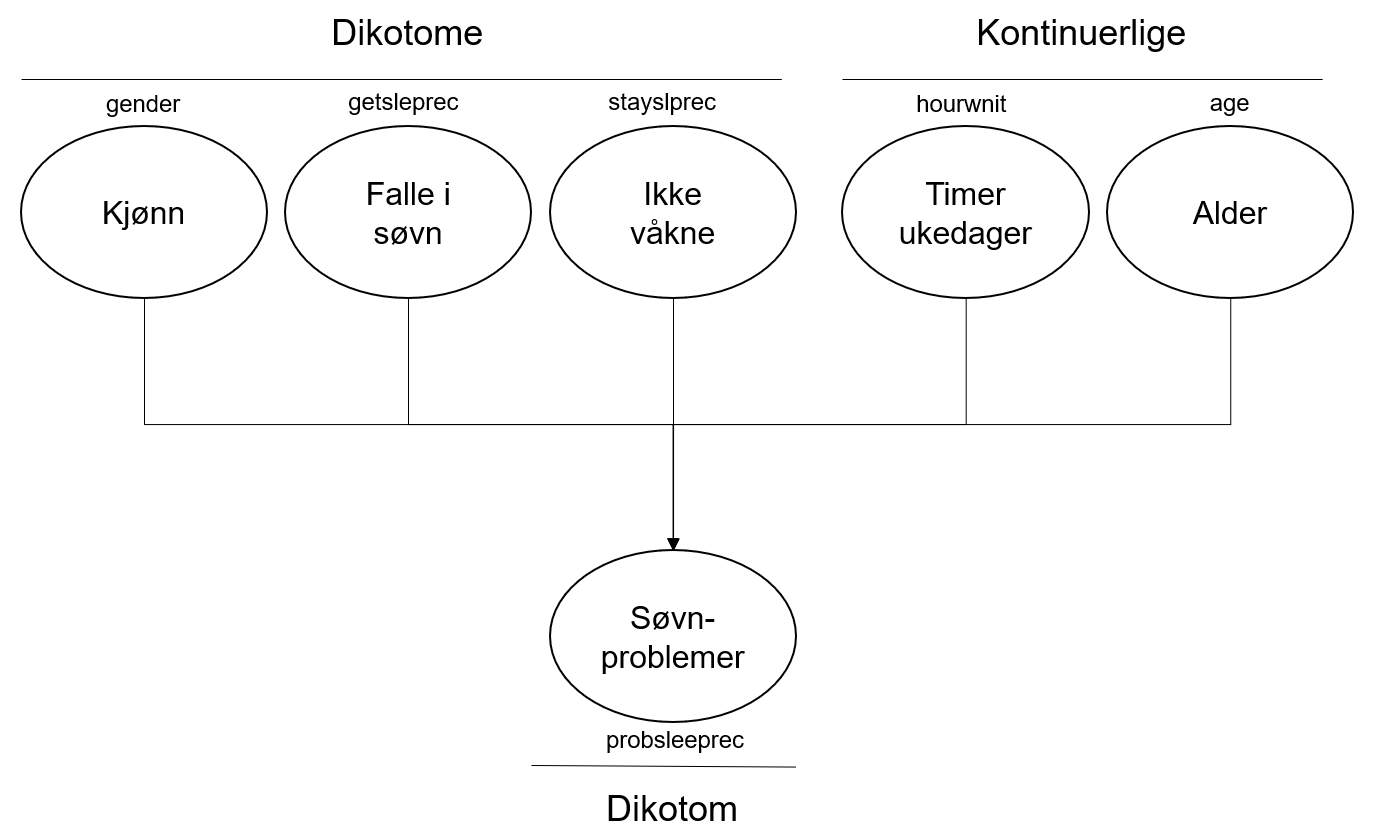 Dikotome
Kontinuerlige
gender
getsleprec
stayslprec
hourwnit
age
Kjønn
Falle i
søvn
Ikke
våkne
Timer
ukedager
Alder
Søvn-
problemer
probsleeprec
Dikotom